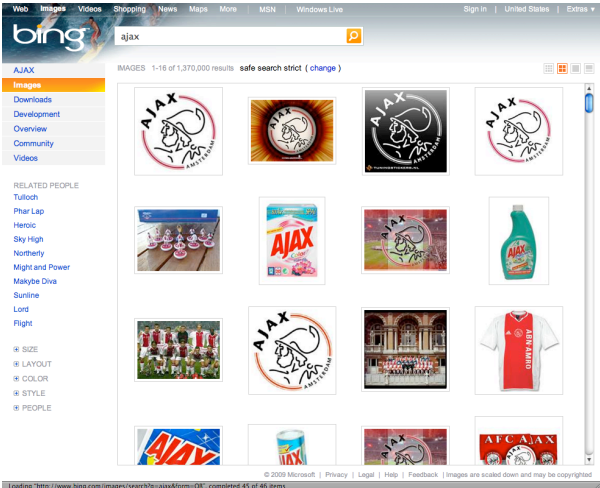 Web Images Videos Shopping News Maps More | MSN | Windows Live Sign in | United States | Extras
bing
ajax
AJAX
IMAGES 1-16 of 1,370,000 results safe search strict ( change )
Images
Downloads
Development
Overview
Community
Videos
RELATED PEOPLE
Tulloch
Phar Lap
Heroic
Sky High
Northerly
Might and Power
Makybe Diva
Sunline
Lord
Flight
SIZE
LAYOUT
COLOR
STYLE
PEOPLE
AJAX AMSTERDAM
AJAX AMSTERDAM
TUNINGSTICKERS.NL
AJAX AMSTERDAM
AJAX
AJAX
AJAX
AJAX AMSTERDAM
ABN·AMRO
AJAX
AJAX
AFC AJAX
© 2009 Microsoft | Privacy | Legal | Help | Feedback | Images are scaled down and may be copyrighted
Loading "http://www.bing.com/images/search?q=ajax&form=QB", completed 45 of 46 items